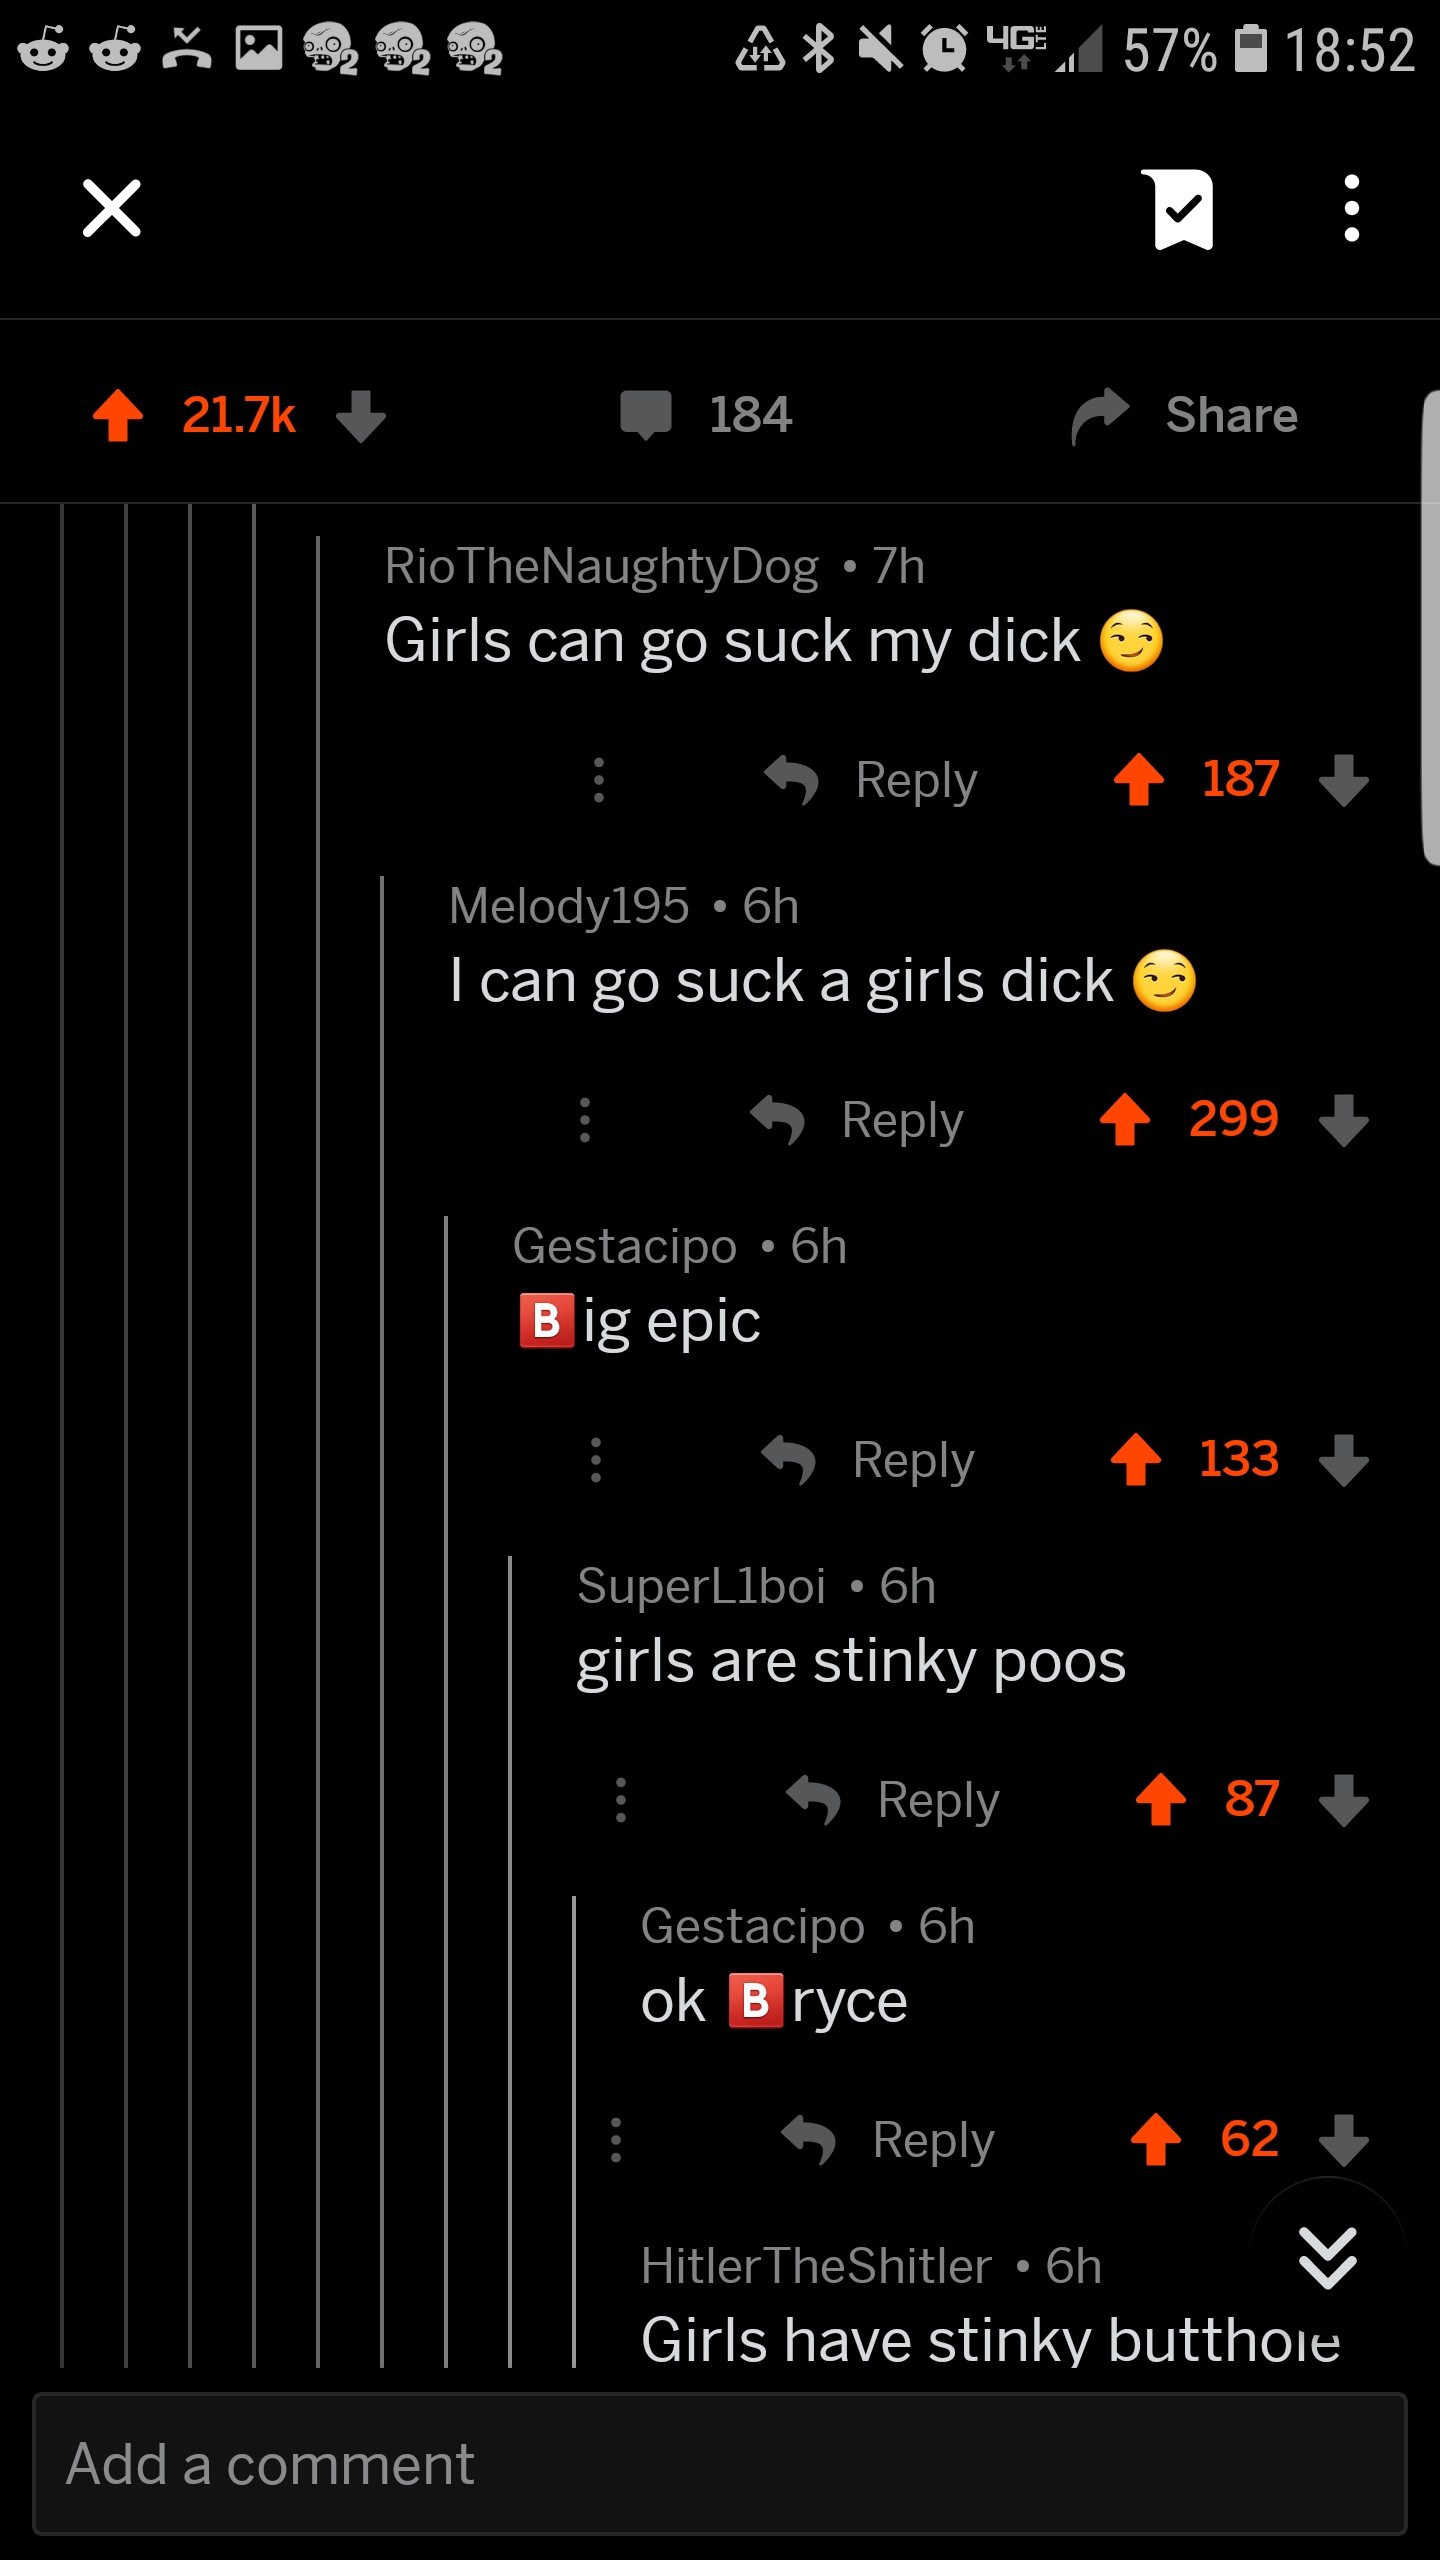 4G LTE 57% 18:52
21.7k 184 Share
RioTheNaughtyDog • 7h
Girls can go suck my dick 😏
Reply 187
Melody195 • 6h
I can go suck a girls dick 😏
Reply 299
Gestacipo • 6h
🅱ig epic
Reply 133
SuperL1boi • 6h
girls are stinky poos
Reply 87
Gestacipo • 6h
ok 🅱ryce
Reply 62
HitlerTheShitler • 6h
Girls have stinky butthole
Add a comment